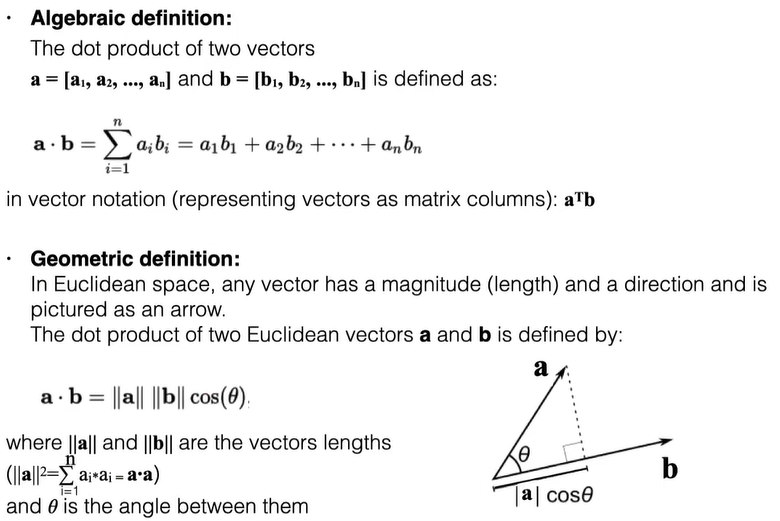 • Algebraic definition:
The dot product of two vectors
a = [a₁, a₂, ..., aₙ] and b = [b₁, b₂, ..., bₙ] is defined as:
a · b = ∑ⁿᵢ₌₁ aᵢbᵢ = a₁b₁ + a₂b₂ + ··· + aₙbₙ
in vector notation (representing vectors as matrix columns): aᵀb
• Geometric definition:
In Euclidean space, any vector has a magnitude (length) and a direction and is
pictured as an arrow.
The dot product of two Euclidean vectors a and b is defined by:
a · b = ||a|| ||b|| cos(θ).
where ||a|| and ||b|| are the vectors lengths
(||a||²=∑ⁿᵢ₌₁ aᵢ*aᵢ = a•a)
and θ is the angle between them
a
θ
b
|a| cosθ